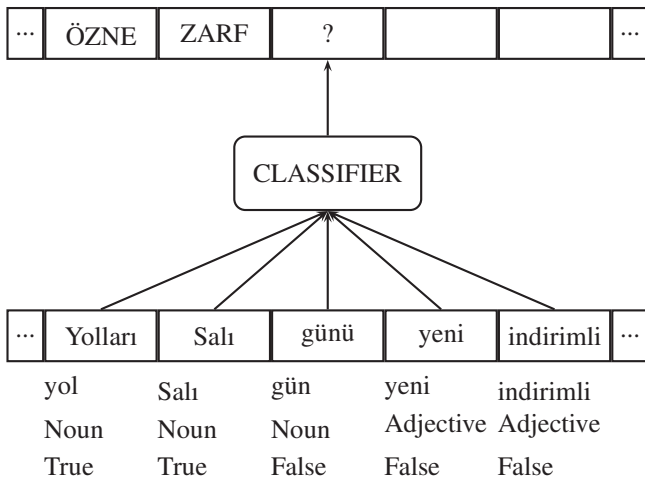 ... ÖZNE ZARF ? ...
CLASSIFIER
... Yolları Salı günü yeni indirimli ...
yol Salı gün yeni indirimli
Noun Noun Noun Adjective Adjective
True True False False False